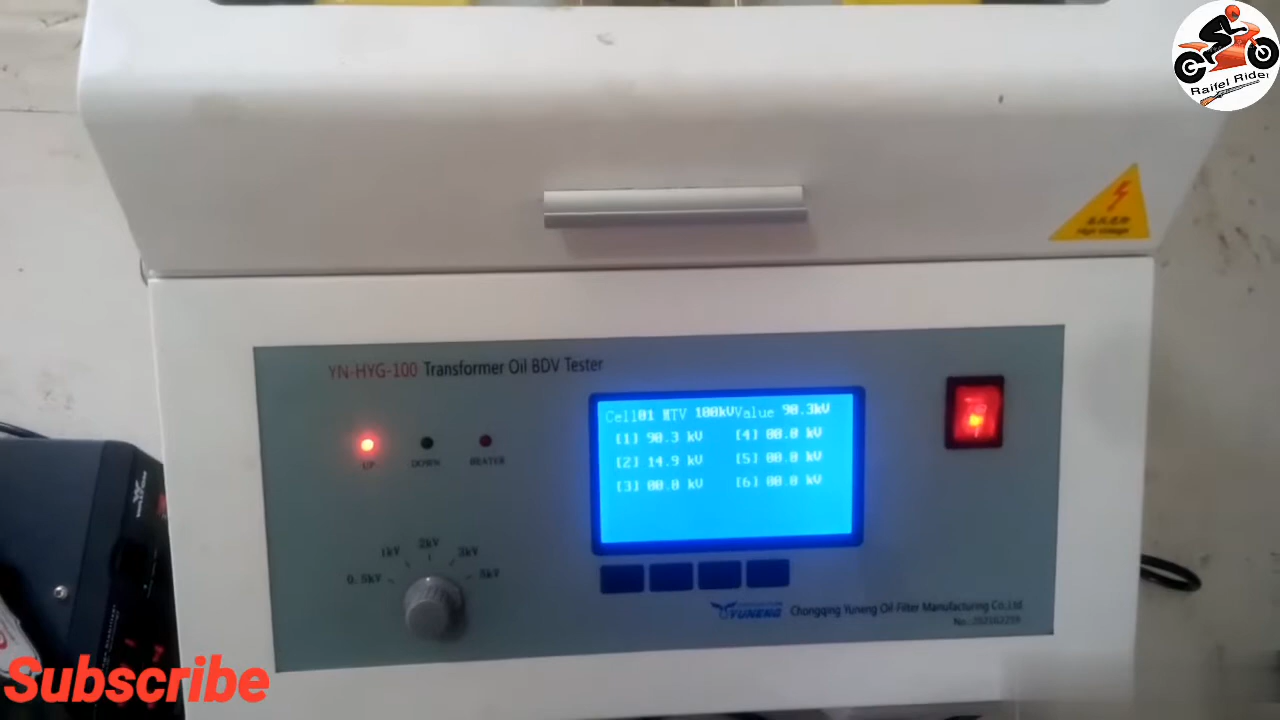 Raifel Rider
High voltage
YN-HYG-100 Transformer Oil BDV Tester
Cell01 MTV 100kV Value 90.3kV
[1] 90.3 kV [4] 00.0 kV
[2] 14.9 kV [5] 00.0 kV
[3] 00.0 kV [6] 00.0 kV
UP DOWN HEATER
0.5kV 1kV 2kV 3kV 5kV
YUNENG Chongqing Yuneng Oil-Filter Manufacturing Co.,Ltd
Subscribe